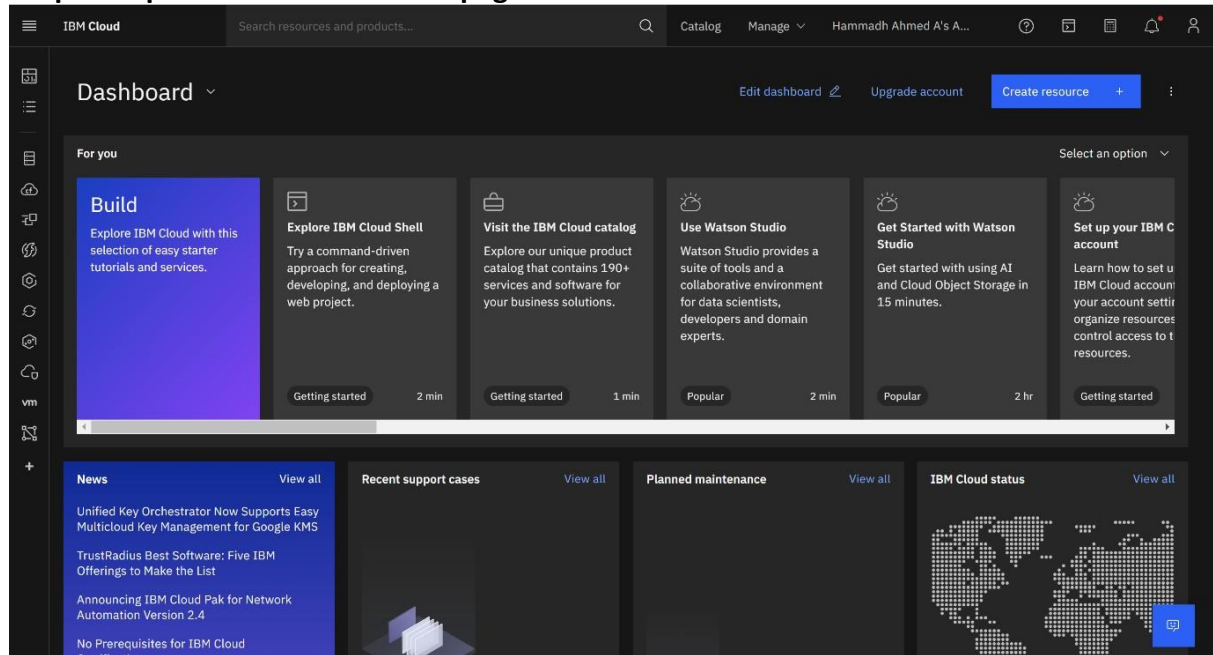 IBM Cloud
Search resources and products...
Catalog
Manage
Hammadh Ahmed A's A...
Dashboard
Edit dashboard
Upgrade account
Create resource +
For you
Select an option
Build
Explore IBM Cloud with this
selection of easy starter
tutorials and services.
Explore IBM Cloud Shell
Try a command-driven
approach for creating,
developing, and deploying a
web project.
Getting started
2 min
Visit the IBM Cloud catalog
Explore our unique product
catalog that contains 190+
services and software for
your business solutions.
Getting started
1 min
Use Watson Studio
Watson Studio provides a
suite of tools and a
collaborative environment
for data scientists,
developers and domain
experts.
Popular
2 min
Get Started with Watson
Studio
Get started with using AI
and Cloud Object Storage in
15 minutes.
Popular
2 hr
Set up your IBM C
account
Learn how to set u
IBM Cloud account
your account settin
organize resources
control access to t
resources.
Getting started
vm
News
View all
Unified Key Orchestrator Now Supports Easy
Multicloud Key Management for Google KMS
TrustRadius Best Software: Five IBM
Offerings to Make the List
Announcing IBM Cloud Pak for Network
Automation Version 2.4
No Prerequisites for IBM Cloud
Recent support cases
View all
Planned maintenance
View all
IBM Cloud status
View all